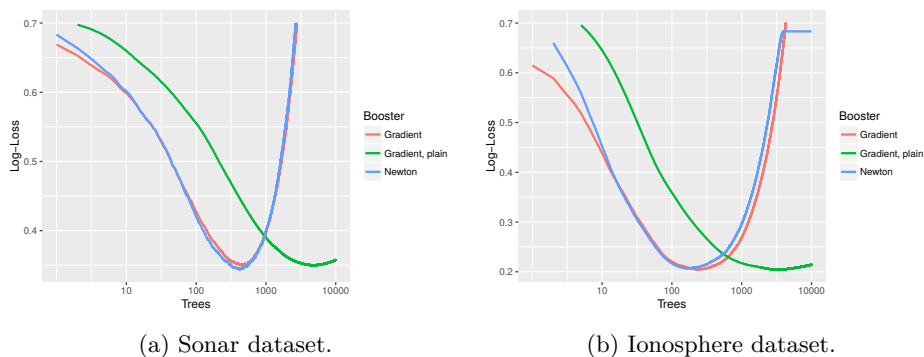 0.7
0.6
0.5
0.4
Log-Loss
10
100
1000
10000
Trees
Booster
Gradient
Gradient, plain
Newton
(a) Sonar dataset.
0.7
0.6
0.5
0.4
0.3
0.2
Log-Loss
10
100
1000
10000
Trees
Booster
Gradient
Gradient, plain
Newton
(b) Ionosphere dataset.